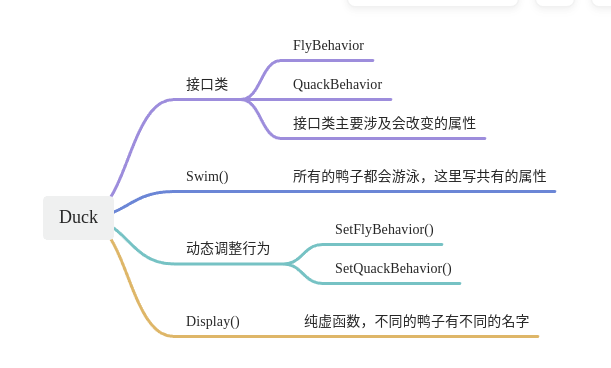 Duck
接口类
FlyBehavior
QuackBehavior
接口类主要涉及会改变的属性
Swim()
所有的鸭子都会游泳，这里写共有的属性
动态调整行为
SetFlyBehavior()
SetQuackBehavior()
Display()
纯虚函数，不同的鸭子有不同的名字